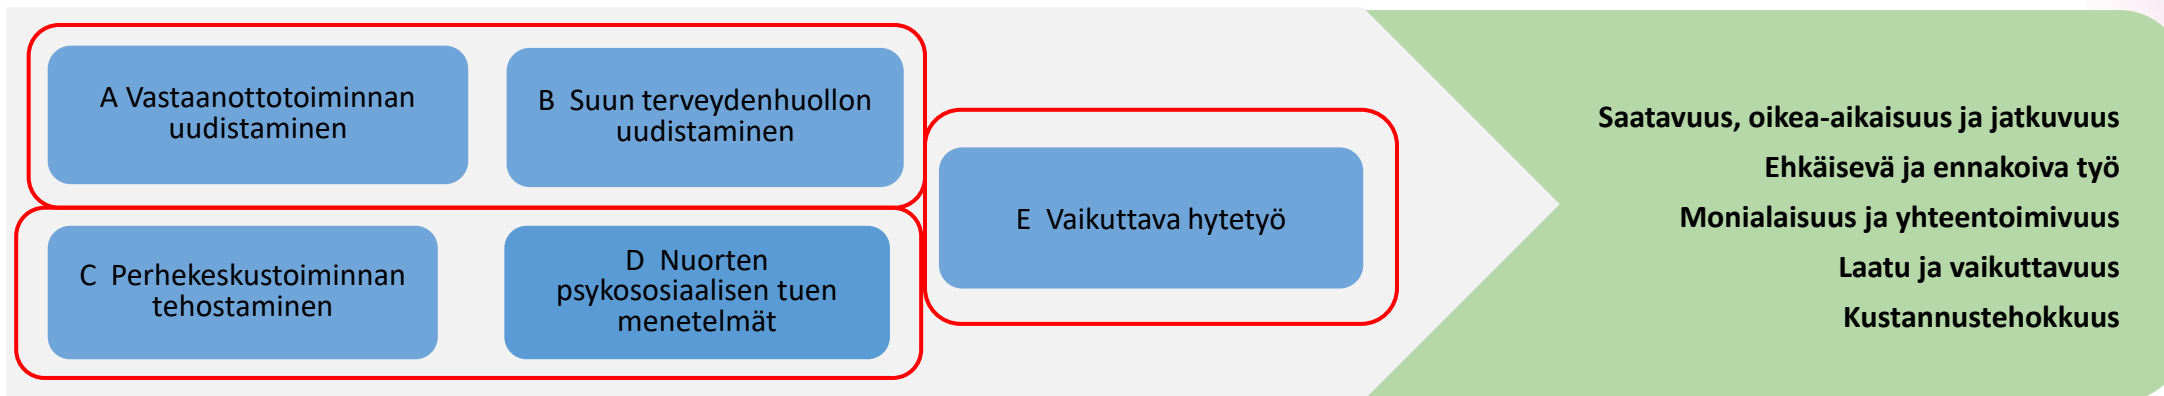 A Vastaanottotoiminnan
uudistaminen
B Suun terveydenhuollon
uudistaminen
C Perhekeskustoiminnan
tehostaminen
D Nuorten
psykososiaalisen tuen
menetelmät
E Vaikuttava hytetyö
Saatavuus, oikea-aikaisuus ja jatkuvuus
Ehkäisevä ja ennakoiva työ
Monialaisuus ja yhteentoimivuus
Laatu ja vaikuttavuus
Kustannustehokkuus